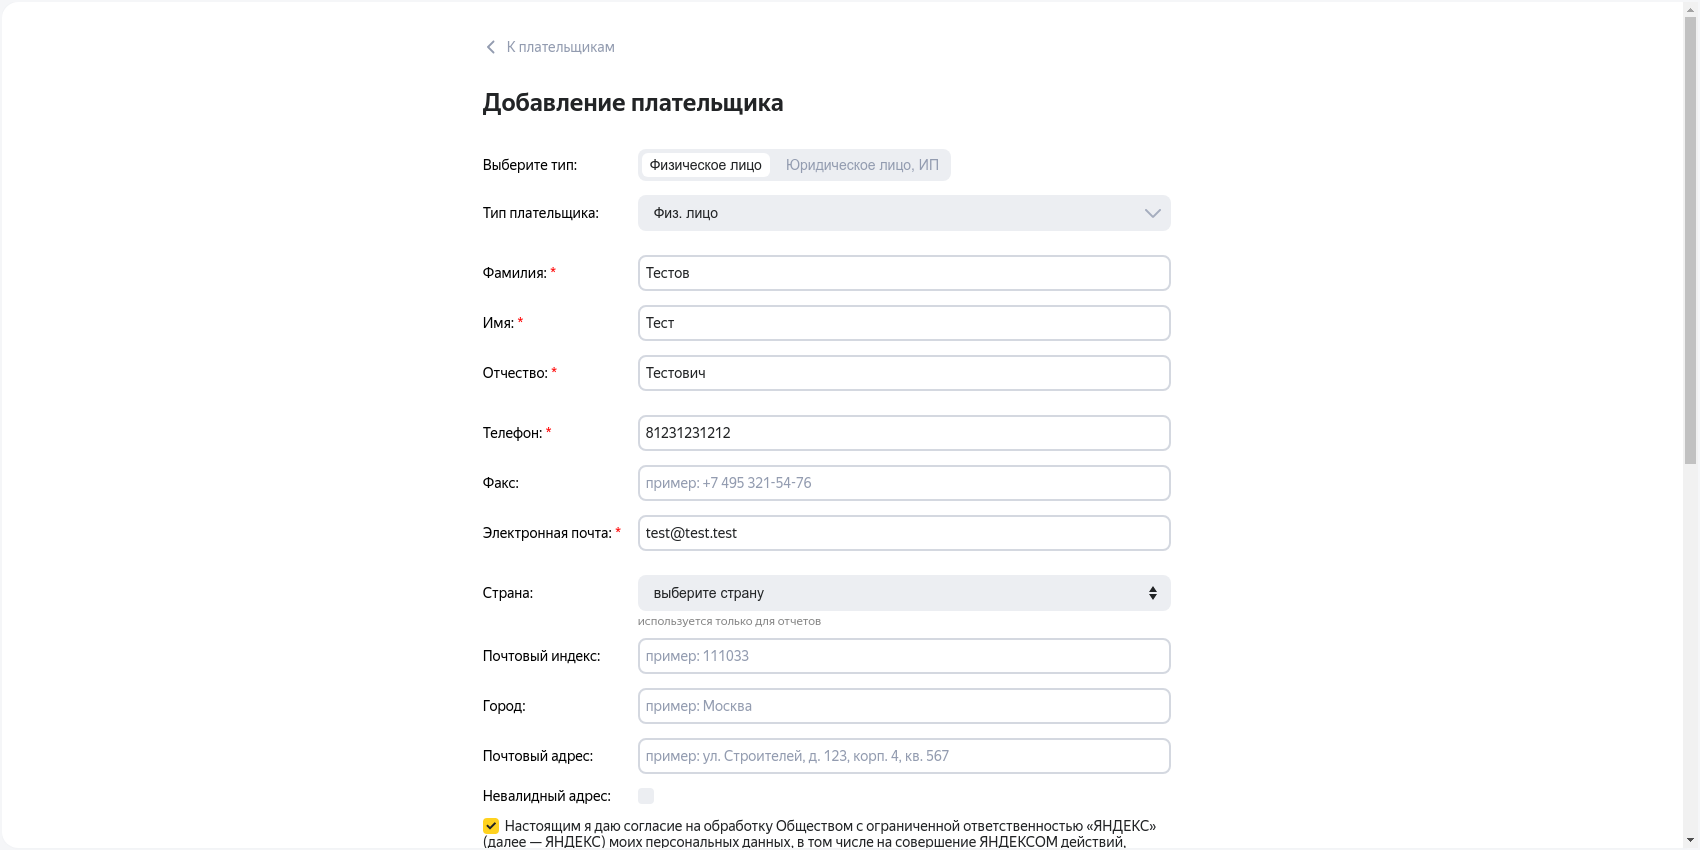 К плательщикам
Добавление плательщика
Выберите тип: Физическое лицо Юридическое лицо, ИП
Тип плательщика: Физ. лицо
Фамилия: * Тестов
Имя: * Тест
Отчество: * Тестович
Телефон: * 81231231212
Факс: пример: +7 495 321-54-76
Электронная почта: * test@test.test
Страна: выберите страну
используется только для отчетов
Почтовый индекс: пример: 111033
Город: пример: Москва
Почтовый адрес: пример: ул. Строителей, д. 123, корп. 4, кв. 567
Невалидный адрес:
Настоящим я даю согласие на обработку Обществом с ограниченной ответственностью «ЯНДЕКС»
(далее — ЯНДЕКС) моих персональных данных, в том числе на совершение ЯНДЕКСОМ действий,